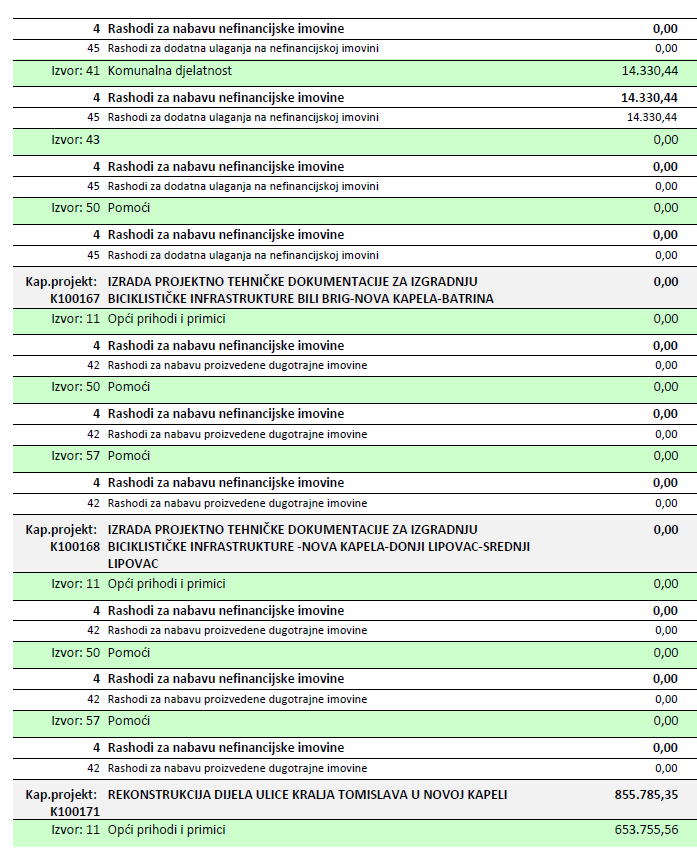 4 Rashodi za nabavu nefinancijske imovine 0,00
45 Rashodi za dodatna ulaganja na nefinancijskoj imovini 0,00
Izvor: 41 Komunalna djelatnost 14.330,44
4 Rashodi za nabavu nefinancijske imovine 14.330,44
45 Rashodi za dodatna ulaganja na nefinancijskoj imovini 14.330,44
Izvor: 43 0,00
4 Rashodi za nabavu nefinancijske imovine 0,00
45 Rashodi za dodatna ulaganja na nefinancijskoj imovini 0,00
Izvor: 50 Pomoći 0,00
4 Rashodi za nabavu nefinancijske imovine 0,00
45 Rashodi za dodatna ulaganja na nefinancijskoj imovini 0,00
Kap.projekt: IZRADA PROJEKTNO TEHNIČKE DOKUMENTACIJE ZA IZGRADNJU 0,00
K100167 BICIKLISTIČKE INFRASTRUKTURE BILI BRIG-NOVA KAPELA-BATRINA
Izvor: 11 Opći prihodi i primici 0,00
4 Rashodi za nabavu nefinancijske imovine 0,00
42 Rashodi za nabavu proizvedene dugotrajne imovine 0,00
Izvor: 50 Pomoći 0,00
4 Rashodi za nabavu nefinancijske imovine 0,00
42 Rashodi za nabavu proizvedene dugotrajne imovine 0,00
Izvor: 57 Pomoći 0,00
4 Rashodi za nabavu nefinancijske imovine 0,00
42 Rashodi za nabavu proizvedene dugotrajne imovine 0,00
Kap.projekt: IZRADA PROJEKTNO TEHNIČKE DOKUMENTACIJE ZA IZGRADNJU 0,00
K100168 BICIKLISTIČKE INFRASTRUKTURE -NOVA KAPELA-DONJI LIPOVAC-SREDNJI
LIPOVAC
Izvor: 11 Opći prihodi i primici 0,00
4 Rashodi za nabavu nefinancijske imovine 0,00
42 Rashodi za nabavu proizvedene dugotrajne imovine 0,00
Izvor: 50 Pomoći 0,00
4 Rashodi za nabavu nefinancijske imovine 0,00
42 Rashodi za nabavu proizvedene dugotrajne imovine 0,00
Izvor: 57 Pomoći 0,00
4 Rashodi za nabavu nefinancijske imovine 0,00
42 Rashodi za nabavu proizvedene dugotrajne imovine 0,00
Kap.projekt: REKONSTRUKCIJA DIJELA ULICE KRALJA TOMISLAVA U NOVOJ KAPELI 855.785,35
K100171
Izvor: 11 Opći prihodi i primici 653.755,56